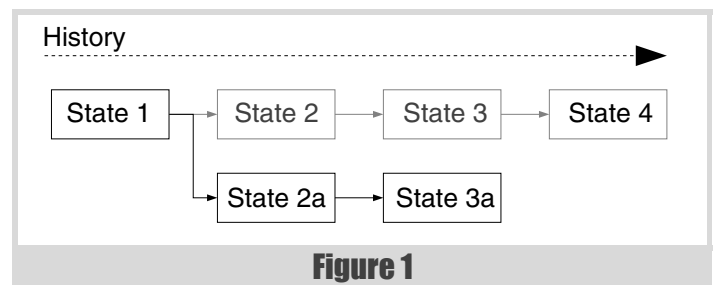 History
State 1
State 2
State 3
State 4
State 2a
State 3a
Figure 1